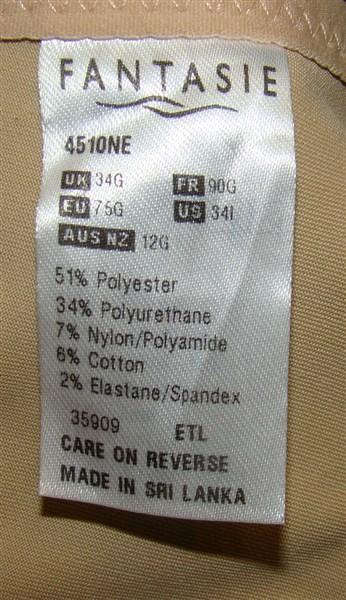 FANTASIE
4510NE
UK 34G FR 90G
EU 75G US 34I
AUS NZ 12G
51% Polyester
34% Polyurethane
7% Nylon/Polyamide
6% Cotton
2% Elastane/Spandex
35909 ETL
CARE ON REVERSE
MADE IN SRI LANKA